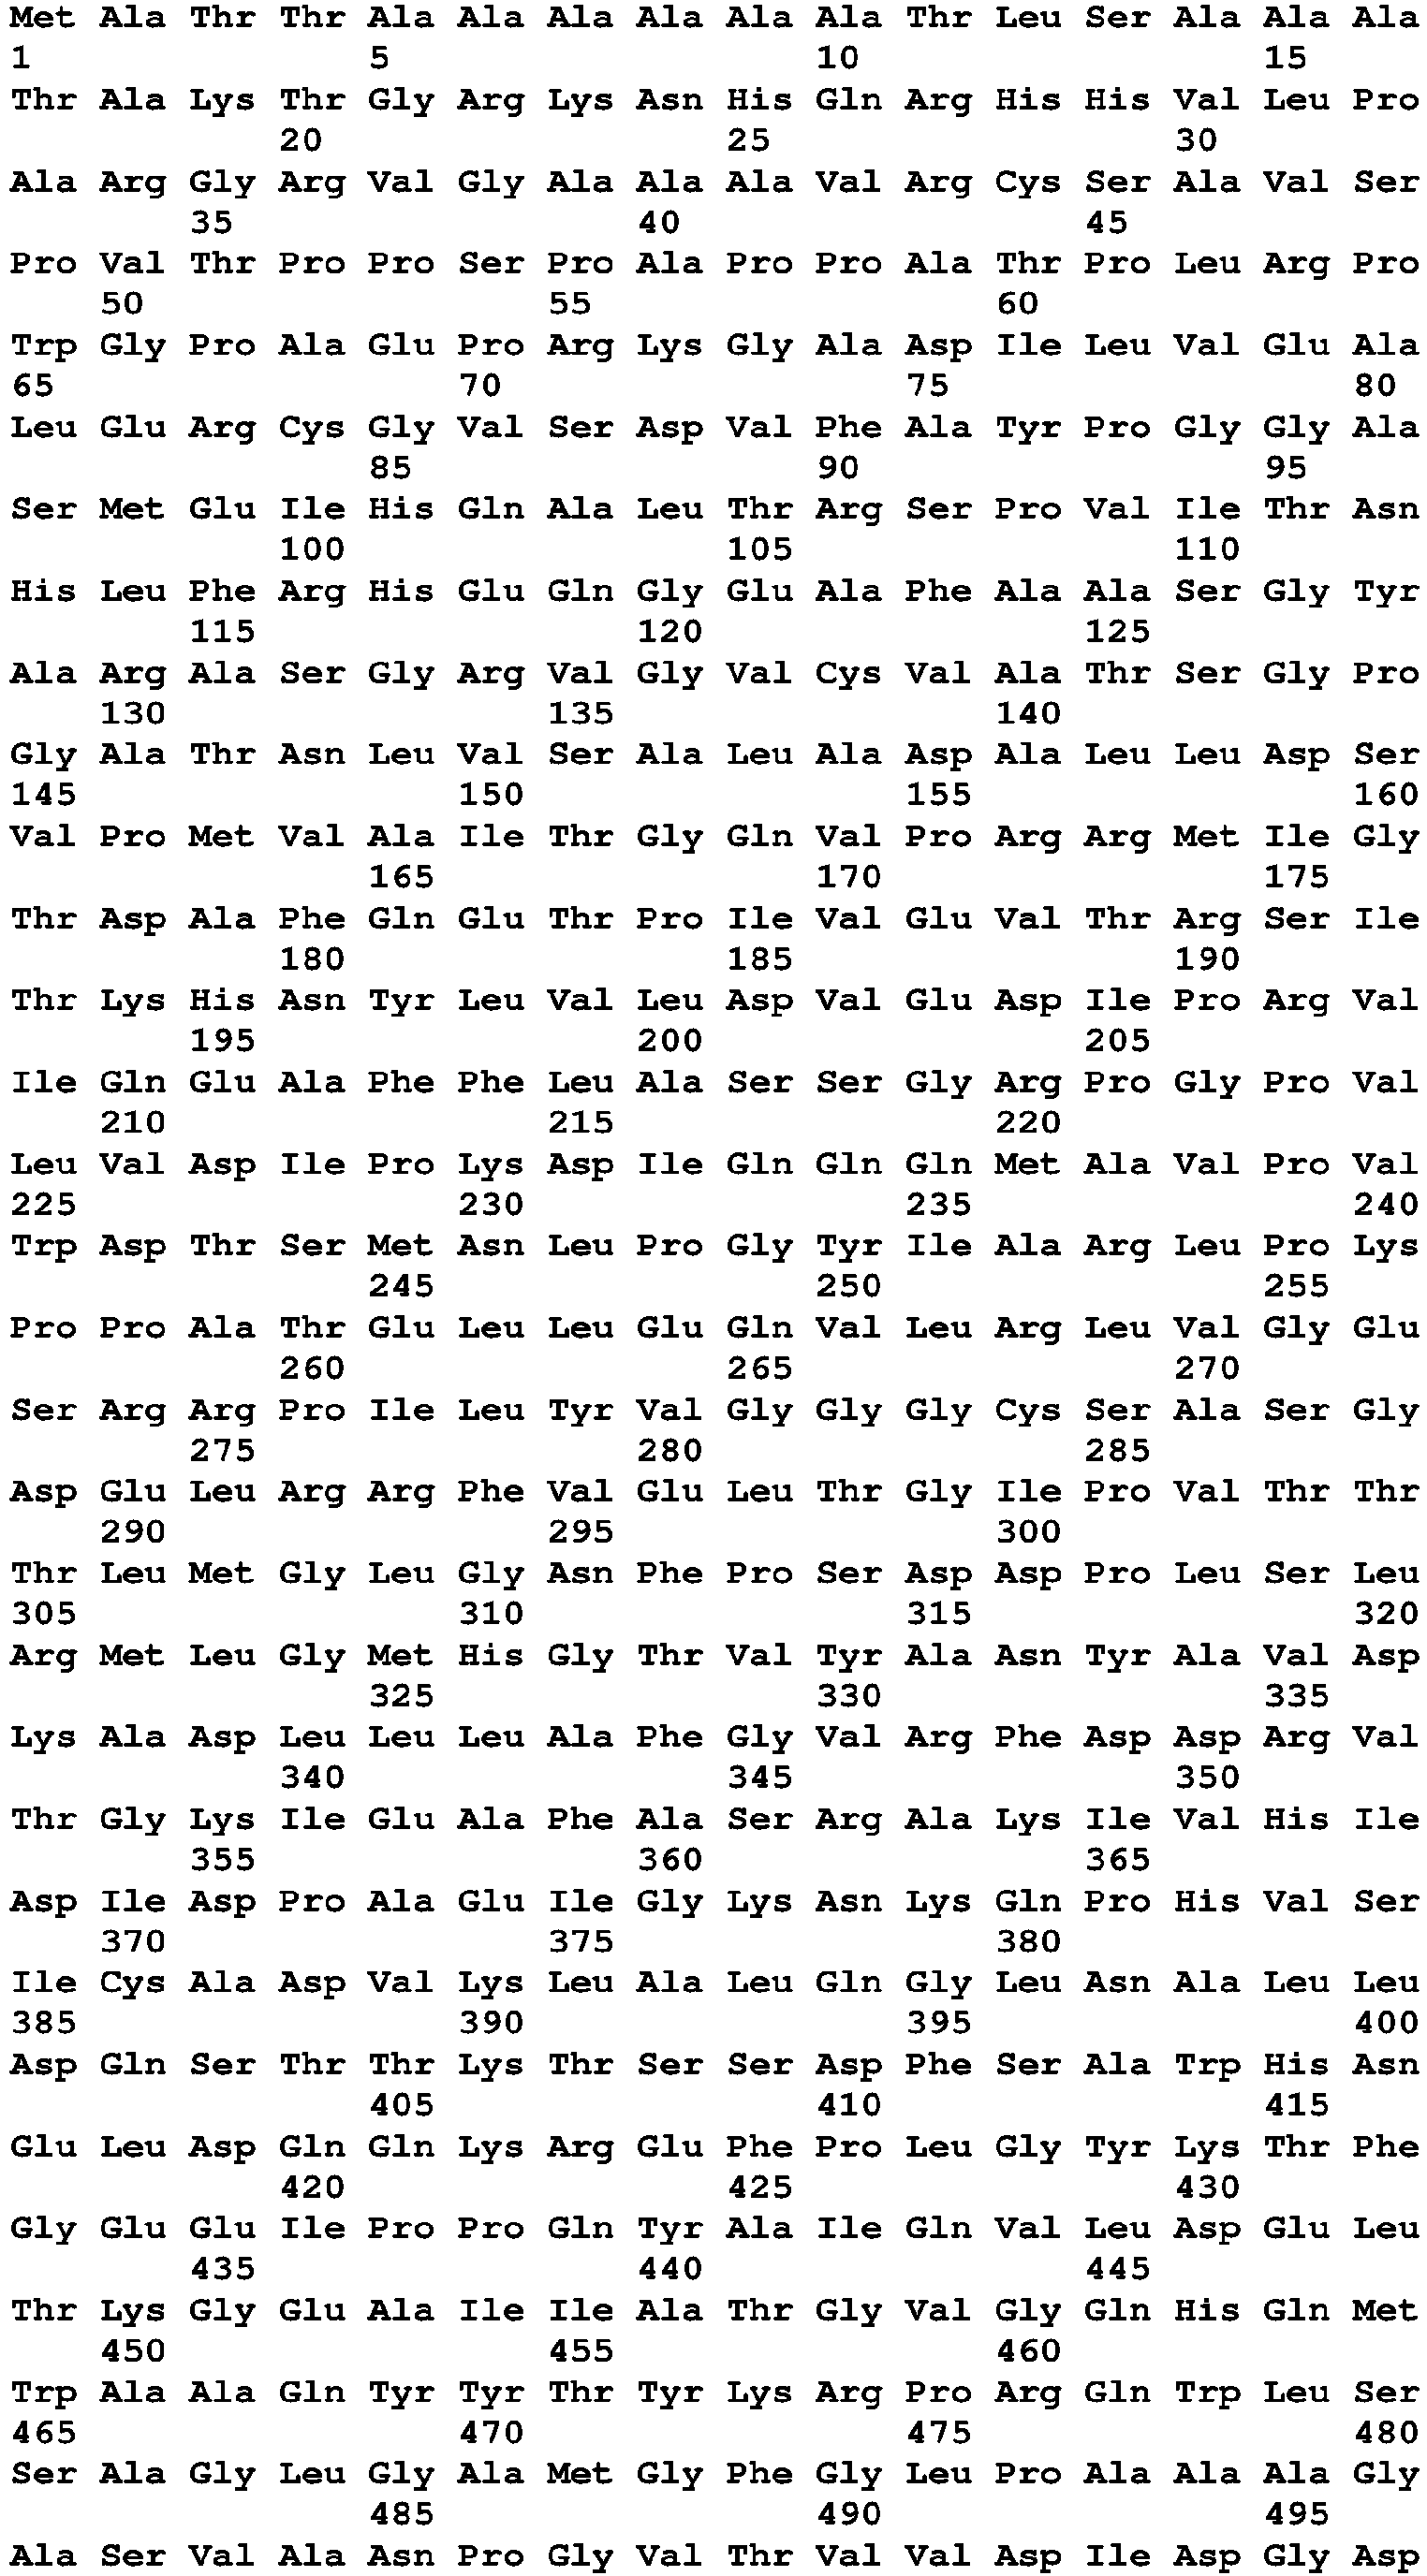 Met Ala Thr Thr Ala Ala Ala Ala Ala Ala Thr Leu Ser Ala Ala Ala
1 5 10 15
Thr Ala Lys Thr Gly Arg Lys Asn His Gln Arg His His Val Leu Pro
20 25 30
Ala Arg Gly Arg Val Gly Ala Ala Ala Val Arg Cys Ser Ala Val Ser
35 40 45
Pro Val Thr Pro Pro Ser Pro Ala Pro Pro Ala Thr Pro Leu Arg Pro
50 55 60
Trp Gly Pro Ala Glu Pro Arg Lys Gly Ala Asp Ile Leu Val Glu Ala
65 70 75 80
Leu Glu Arg Cys Gly Val Ser Asp Val Phe Ala Tyr Pro Gly Gly Ala
85 90 95
Ser Met Glu Ile His Gln Ala Leu Thr Arg Ser Pro Val Ile Thr Asn
100 105 110
His Leu Phe Arg His Glu Gln Gly Glu Ala Phe Ala Ala Ser Gly Tyr
115 120 125
Ala Arg Ala Ser Gly Arg Val Gly Val Cys Val Ala Thr Ser Gly Pro
130 135 140
Gly Ala Thr Asn Leu Val Ser Ala Leu Ala Asp Ala Leu Leu Asp Ser
145 150 155 160
Val Pro Met Val Ala Ile Thr Gly Gln Val Pro Arg Arg Met Ile Gly
165 170 175
Thr Asp Ala Phe Gln Glu Thr Pro Ile Val Glu Val Thr Arg Ser Ile
180 185 190
Thr Lys His Asn Tyr Leu Val Leu Asp Val Glu Asp Ile Pro Arg Val
195 200 205
Ile Gln Glu Ala Phe Phe Leu Ala Ser Ser Gly Arg Pro Gly Pro Val
210 215 220
Leu Val Asp Ile Pro Lys Asp Ile Gln Gln Gln Met Ala Val Pro Val
225 230 235 240
Trp Asp Thr Ser Met Asn Leu Pro Gly Tyr Ile Ala Arg Leu Pro Lys
245 250 255
Pro Pro Ala Thr Glu Leu Leu Glu Gln Val Leu Arg Leu Val Gly Glu
260 265 270
Ser Arg Arg Pro Ile Leu Tyr Val Gly Gly Gly Cys Ser Ala Ser Gly
275 280 285
Asp Glu Leu Arg Arg Phe Val Glu Leu Thr Gly Ile Pro Val Thr Thr
290 295 300
Thr Leu Met Gly Leu Gly Asn Phe Pro Ser Asp Asp Pro Leu Ser Leu
305 310 315 320
Arg Met Leu Gly Met His Gly Thr Val Tyr Ala Asn Tyr Ala Val Asp
325 330 335
Lys Ala Asp Leu Leu Leu Ala Phe Gly Val Arg Phe Asp Asp Arg Val
340 345 350
Thr Gly Lys Ile Glu Ala Phe Ala Ser Arg Ala Lys Ile Val His Ile
355 360 365
Asp Ile Asp Pro Ala Glu Ile Gly Lys Asn Lys Gln Pro His Val Ser
370 375 380
Ile Cys Ala Asp Val Lys Leu Ala Leu Gln Gly Leu Asn Ala Leu Leu
385 390 395 400
Asp Gln Ser Thr Thr Lys Thr Ser Ser Asp Phe Ser Ala Trp His Asn
405 410 415
Glu Leu Asp Gln Gln Lys Arg Glu Phe Pro Leu Gly Tyr Lys Thr Phe
420 425 430
Gly Glu Glu Ile Pro Pro Gln Tyr Ala Ile Gln Val Leu Asp Glu Leu
435 440 445
Thr Lys Gly Glu Ala Ile Ile Ala Thr Gly Val Gly Gln His Gln Met
450 455 460
Trp Ala Ala Gln Tyr Tyr Thr Tyr Lys Arg Pro Arg Gln Trp Leu Ser
465 470 475 480
Ser Ala Gly Leu Gly Ala Met Gly Phe Gly Leu Pro Ala Ala Ala Gly
485 490 495
Ala Ser Val Ala Asn Pro Gly Val Thr Val Val Asp Ile Asp Gly Asp